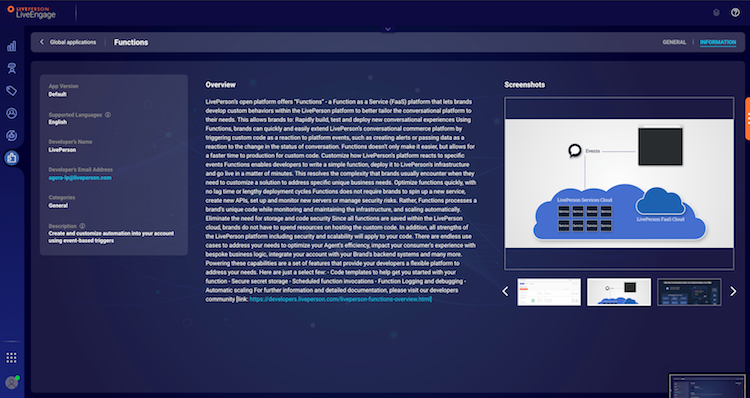 LIVEPERSON
LiveEngage
Global applications
Functions
GENERAL
INFORMATION
App Version
Default
Supported Languages
English
Developer's Name
LivePerson
Developer's Email Address
agora-lp@liveperson.com
Categories
General
Description
Create and customize automation into your account
using event-based triggers
Overview
LivePerson's open platform offers "Functions" - a Function as a Service (FaaS) platform that lets brands
develop custom behaviors within the LivePerson platform to better tailor the conversational platform to
their needs. This allows brands to: Rapidly build, test and deploy new conversational experiences Using
Functions, brands can quickly and easily extend LivePerson's conversational commerce platform by
triggering custom code as a reaction to platform events, such as creating alerts or passing data as a
reaction to the change in the status of conversation. Functions doesn't only make it easier, but allows for
a faster time to production for custom code. Customize how LivePerson's platform reacts to specific
events Functions enables developers to write a simple function, deploy it to LivePerson's infrastructure
and go live in a matter of minutes. This resolves the complexity that brands usually encounter when they
need to customize a solution to address specific unique business needs. Optimize functions quickly, with
no lag time or lengthy deployment cycles Functions does not require brands to spin up a new service,
create new APIs, set up and monitor new servers or manage security risks. Rather, Functions processes a
brand's unique code while monitoring and maintaining the infrastructure, and scaling automatically.
Eliminate the need for storage and code security Since all functions are saved within the LivePerson
cloud, brands do not have to spend resources on hosting the custom code. In addition, all strengths of
the LivePerson platform including security and scalability will apply to your code. There are endless use
cases to address your needs to optimize your Agent's efficiency, impact your consumer's experience with
bespoke business logic, integrate your account with your Brand's backend systems and many more.
Powering these capabilities are a set of features that provide your developers a flexible platform to
address your needs. Here are just a select few: - Code templates to help get you started with your
function - Secure secret storage - Scheduled function invocations - Function Logging and debugging -
Automatic scaling For further information and detailed documentation, please visit our developers
community [link: https://developers.liveperson.com/liveperson-functions-overview.html]
Screenshots
Events
LivePerson Services Cloud
LivePerson FaaS Cloud